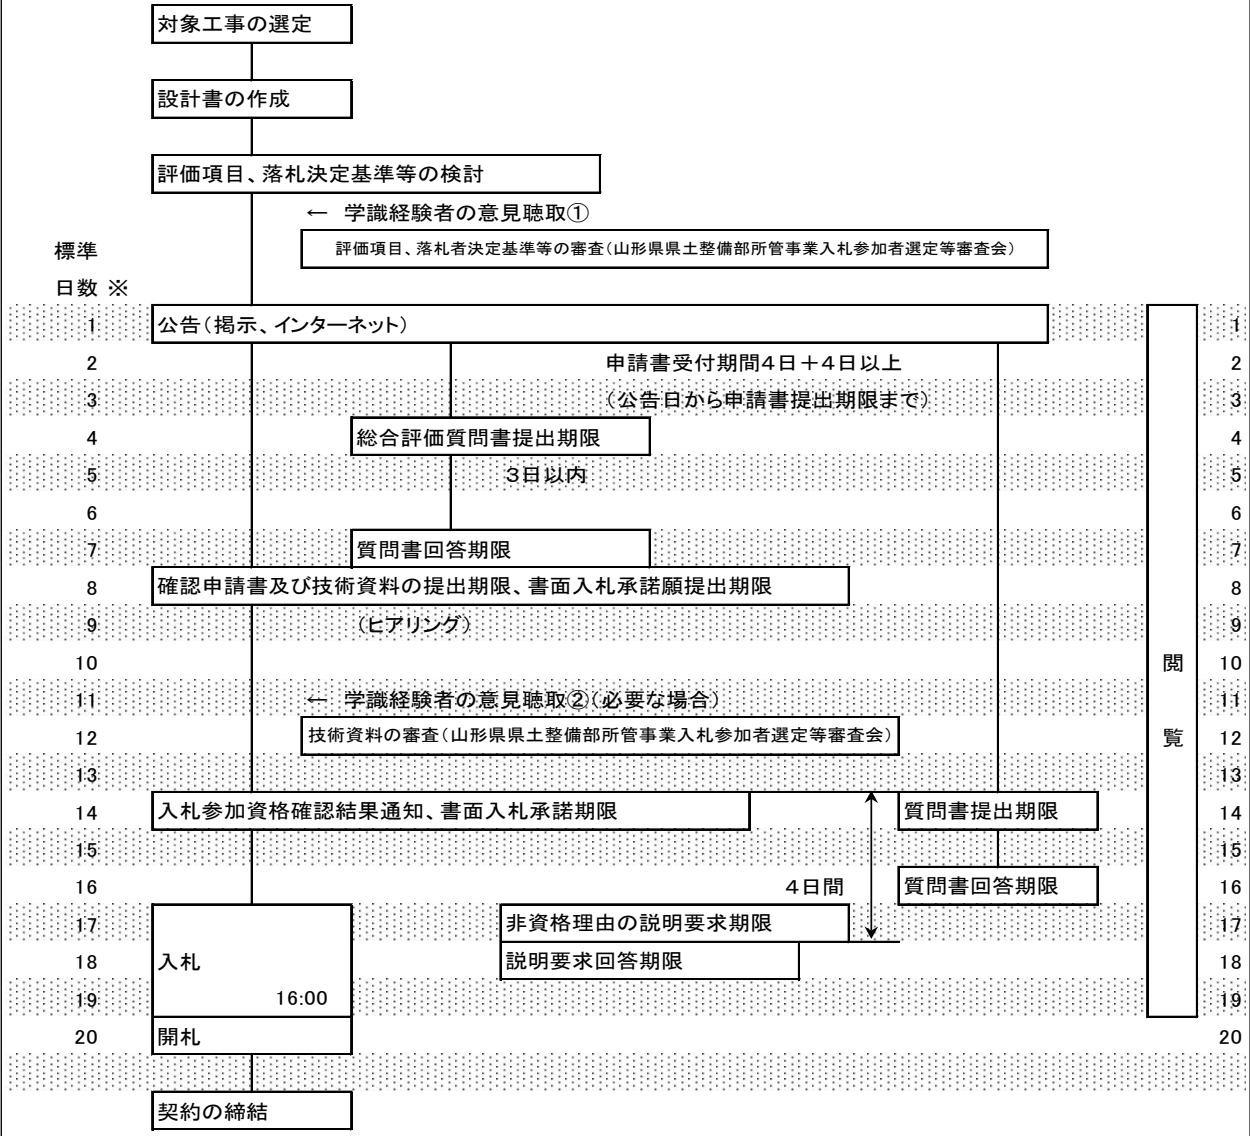 対象工事の選定
設計書の作成
評価項目、落札決定基準等の検討
← 学識経験者の意見聴取①
標準
評価項目、落札者決定基準等の審査(山形県県土整備部所管事業入札参加者選定等審査会)
日数 ※
1 公告(掲示、インターネット) 1
2 申請書受付期間4日+4日以上 2
3 (公告日から申請書提出期限まで) 3
4 総合評価質問書提出期限 4
5 3日以内 5
6 6
7 質問書回答期限 7
8 確認申請書及び技術資料の提出期限、書面入札承諾願提出期限 8
9 (ヒアリング) 9
10 閲 10
11 ← 学識経験者の意見聴取②(必要な場合) 11
12 技術資料の審査(山形県県土整備部所管事業入札参加者選定等審査会) 覧 12
13 13
14 入札参加資格確認結果通知、書面入札承諾期限 質問書提出期限 14
15 15
16 4日間 質問書回答期限 16
17 非資格理由の説明要求期限 17
18 入札 説明要求回答期限 18
19 16:00 19
20 開札 20
契約の締結